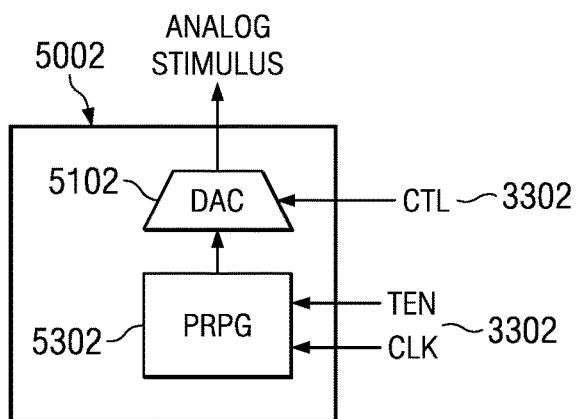 ANALOG
STIMULUS
5002
5102
DAC
CTL
3302
5302
PRPG
TEN
CLK
3302